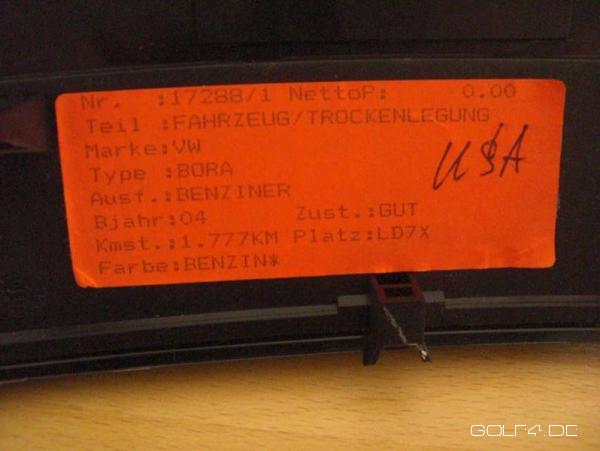 Nr. :17288/1 NettoP: 0.00
Teil :FAHRZEUG/TROCKENLEGUNG
Marke:VW
Type :BORA
USA
Ausf.:BENZINER
Bjahr:04 Zust.:GUT
Kmst.:1.777KM Platz:LD7X
Farbe:BENZIN*
GOLF4.DE